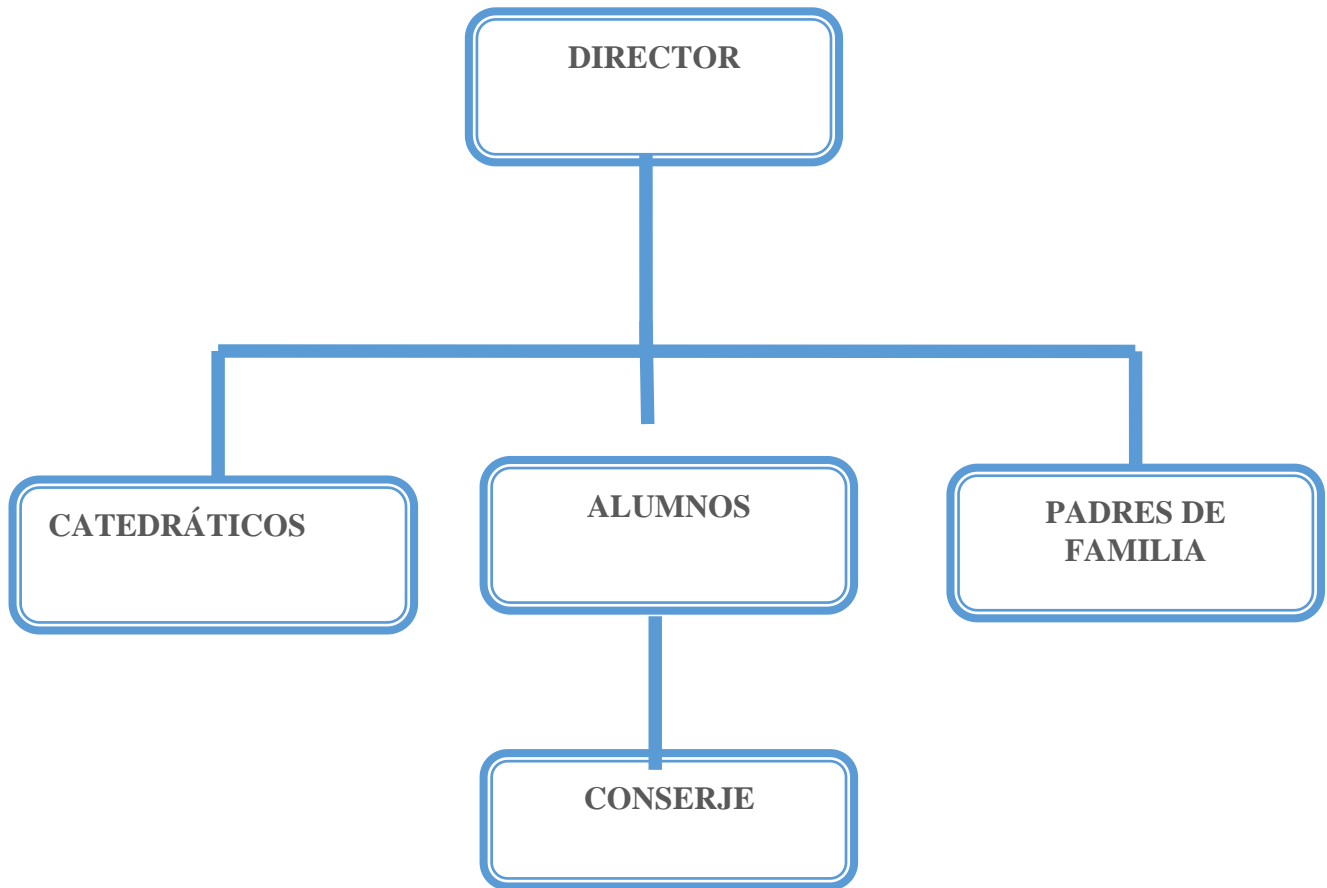 DIRECTOR
CATEDRÁTICOS
ALUMNOS
PADRES DE
FAMILIA
CONSERJE